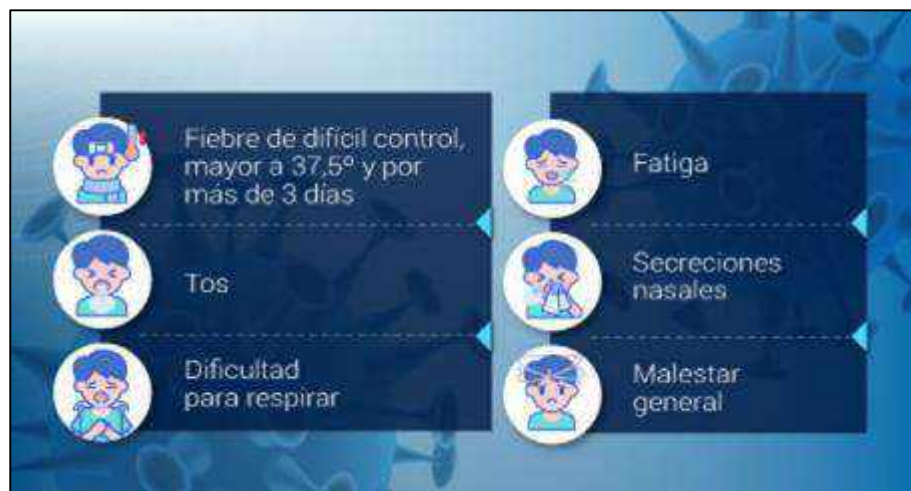 Fiebre de difícil control,
mayor a 37,5º y por
más de 3 días
Tos
Dificultad
para respirar
Fatiga
Secreciones
nasales
Malestar
general